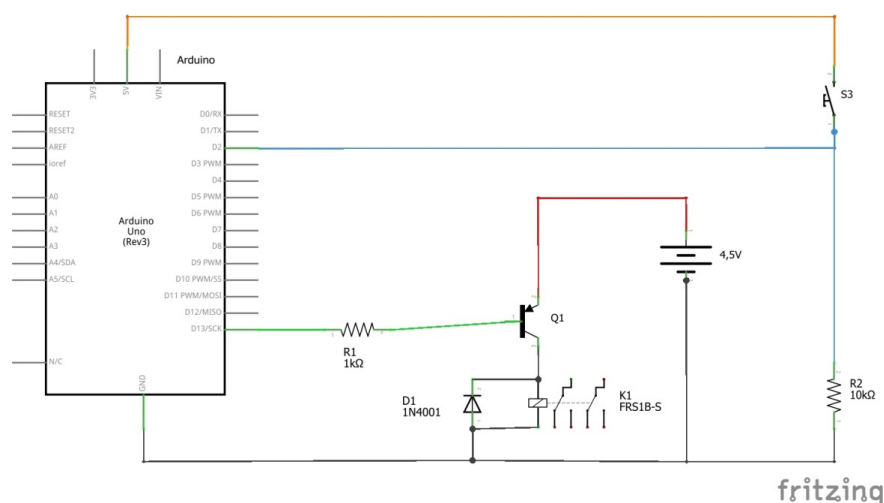 Arduino
3V3
5V
VIN
RESET
RESET2
AREF
ioref
A0
A1
A2
A3
A4/SDA
A5/SCL
N/C
D0/RX
D1/TX
D2
D3 PWM
D4
D5 PWM
D6 PWM
D7
D8
D9 PWM
D10 PWM/SS
D11 PWM/MOSI
D12/MISO
D13/SCK
Arduino
Uno
(Rev3)
GND
S3
4,5V
Q1
R1
1kΩ
D1
1N4001
K1
FRS1B-S
R2
10kΩ
fritzing